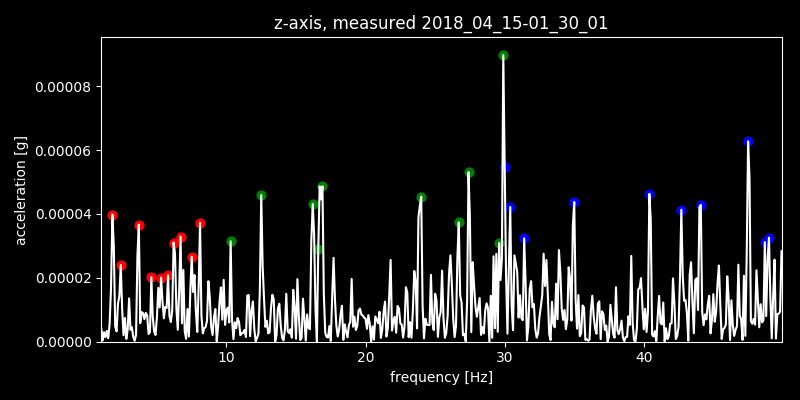 z-axis, measured 2018_04_15-01_30_01
acceleration [g]
0.00008
0.00006
0.00004
0.00002
0.00000
10 20 30 40
frequency [Hz]